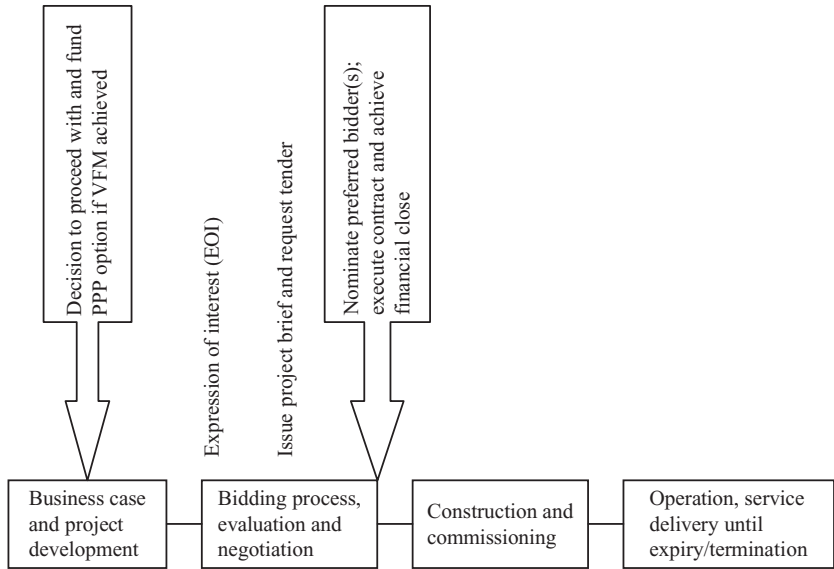 Decision to proceed with and fund
PPP option if VFM achieved
Expression of interest (EOI)
Issue project brief and request tender
Nominate preferred bidder(s);
execute contract and achieve
financial close
Business case
and project
development
Bidding process,
evaluation and
negotiation
Construction and
commissioning
Operation, service
delivery until
expiry/termination